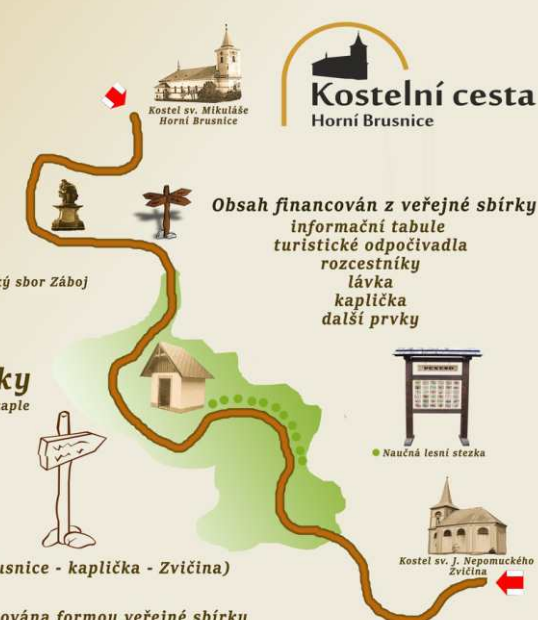 Kostel sv. Mikuláše
Horní Brusnice
Kostelní cesta
Horní Brusnice
Obsah financován z veřejné sbírky
informační tabule
turistické odpočivadla
rozcestníky
lávka
kaplička
další prvky
ký sbor Záboj
ky
aple
Naučná lesní stezka
Kostel sv. J. Nepomuckého
Zvičina
usnice - kaplička - Zvičina)
ována formou veřejné sbírky